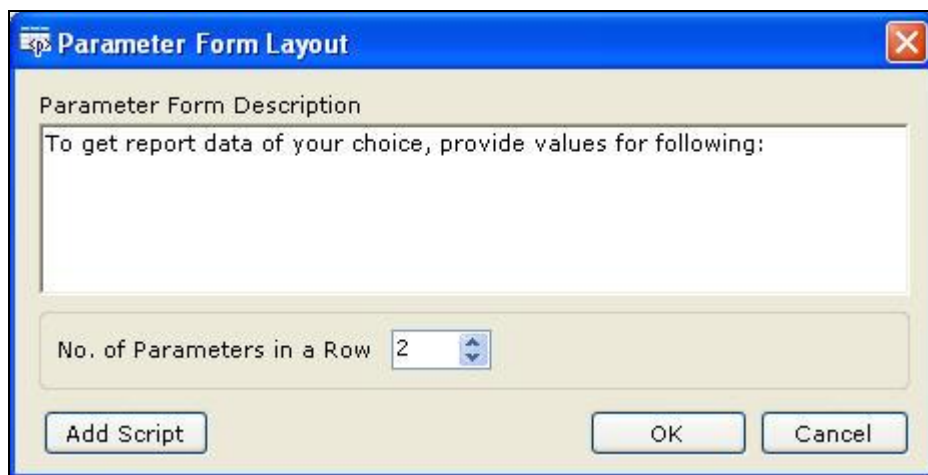 Parameter Form Layout
Parameter Form Description
To get report data of your choice, provide values for following:
No. of Parameters in a Row 2
Add Script OK Cancel